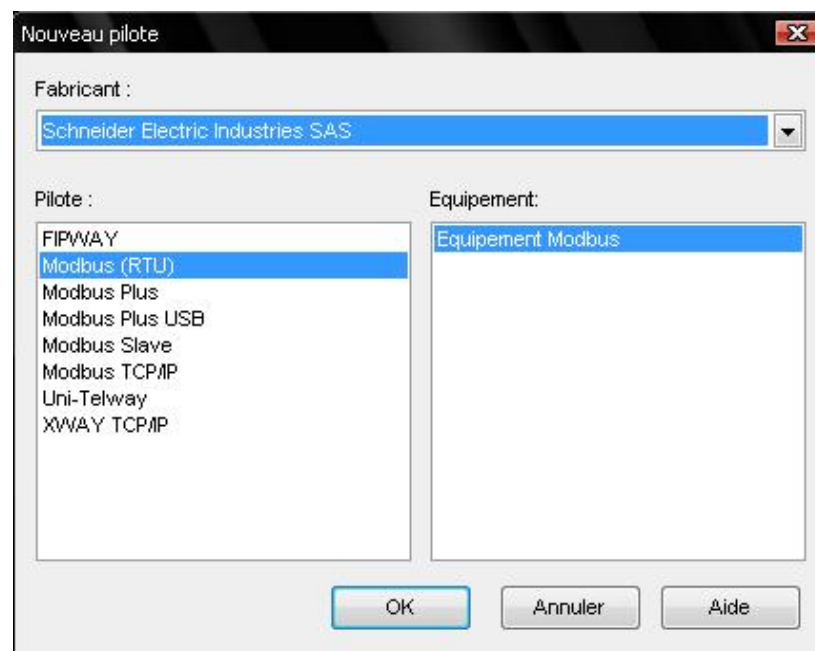 Nouveau pilote
Fabricant :
Schneider Electric Industries SAS
Pilote :
Equipement:
FIPWAY
Modbus (RTU)
Modbus Plus
Modbus Plus USB
Modbus Slave
Modbus TCP/IP
Uni-Telway
XWAY TCP/IP
Equipement Modbus
OK
Annuler
Aide